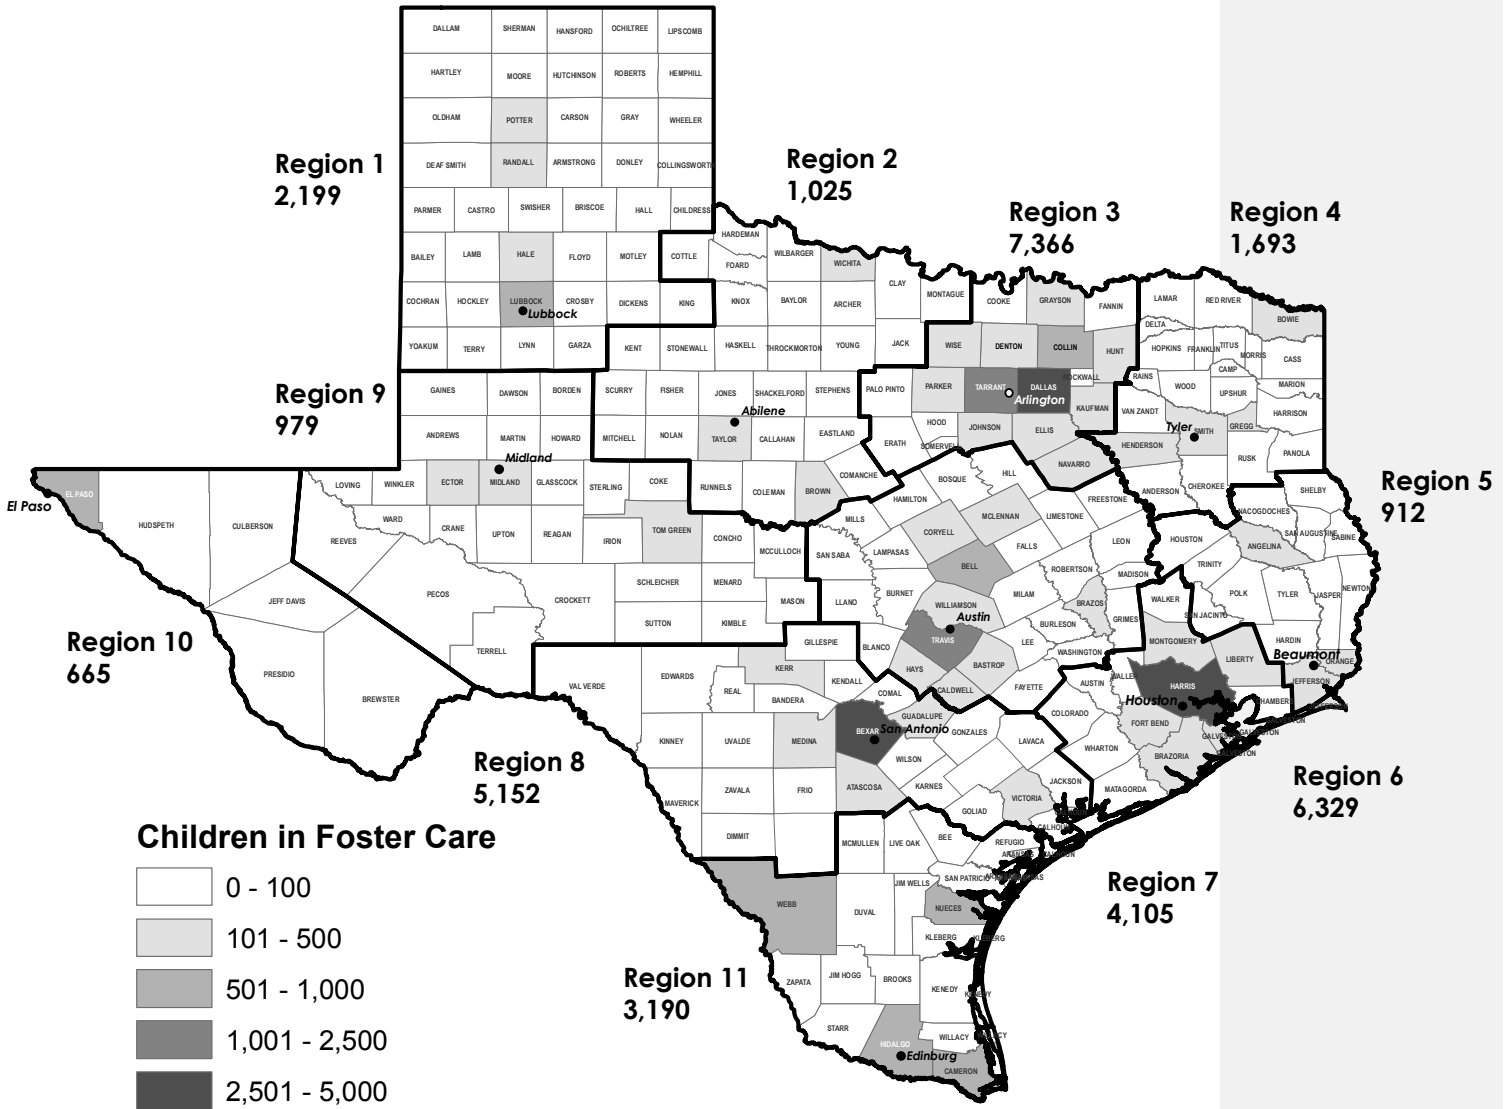 DALLAM SHERMAN HANSFORD OCHILTREE LIPSCOMB
HARTLEY MOORE HUTCHINSON ROBERTS HEMPHILL
OLDHAM POTTER CARSON GRAY WHEELER
DEAF SMITH RANDALL ARMSTRONG DONLEY COLLINGSWORTH
PARMER CASTRO SWISHER BRISCOE HALL CHILDRESS
BAILEY LAMB HALE FLOYD MOTLEY COTTLE
COCHRAN HOCKLEY LUBBOCK CROSBY DICKENS KING
Lubbock
YOAKUM TERRY LYNN GARZA
Region 1
2,199
Region 2
1,025
HARDEMAN
FOARD
WILBARGER
WICHITA
CLAY
MONTAGUE
KNOX BAYLOR ARCHER
KENT STONEWALL HASKELL THROCKMORTON YOUNG JACK
SCURRY FISHER JONES SHACKELFORD STEPHENS
Abilene
MITCHELL NOLAN TAYLOR CALLAHAN EASTLAND
RUNNELS COLEMAN BROWN COMANCHE
Region 3
7,366
COOKE GRAYSON FANNIN
WISE DENTON COLLIN HUNT
PALO PINTO PARKER TARRANT DALLAS ROCKWALL
Arlington
KAUFMAN
HOOD JOHNSON ELLIS
ERATH SOMERVELL NAVARRO
Region 4
1,693
LAMAR RED RIVER BOWIE
DELTA
HOPKINS FRANKLIN TITUS MORRIS CASS
CAMP
RAINS WOOD UPSHUR MARION
VAN ZANDT SMITH GREGG HARRISON
Tyler
HENDERSON RUSK PANOLA
ANDERSON CHEROKEE
Region 9
979
GAINES DAWSON BORDEN
ANDREWS MARTIN HOWARD
Midland
LOVING WINKLER ECTOR MIDLAND GLASSCOCK STERLING COKE
WARD CRANE UPTON REAGAN IRION TOM GREEN CONCHO
REEVES MCCULLOCH
PECOS CROCKETT SCHLEICHER MENARD MASON
SUTTON KIMBLE
TERRELL
El Paso
EL PASO
HUDSPETH CULBERSON
JEFF DAVIS
PRESIDIO BREWSTER
Region 10
665
Region 5
912
SHELBY
NACOGDOCHES
SAN AUGUSTINE
SABINE
HOUSTON ANGELINA
TRINITY
POLK TYLER JASPER NEWTON
SAN JACINTO
HARDIN
Beaumont
ORANGE
JEFFERSON
BOSQUE HILL
HAMILTON FREESTONE
MILLS MCLENNAN LIMESTONE
CORYELL
SAN SABA LAMPASAS FALLS LEON
BELL ROBERTSON
MADISON
LLANO BURNET MILAM BRAZOS
WILLIAMSON
GRIMES
Austin
TRAVIS
BURLESON
BLANCO LEE WASHINGTON
HAYS BASTROP
CALDWELL FAYETTE
WALKER
MONTGOMERY
LIBERTY
WALLER HARRIS
AUSTIN
Houston
CHAMBERS
COLORADO FORT BEND
GALVESTON
WHARTON BRAZORIA
MATAGORDA
Region 6
6,329
GILLESPIE
VAL VERDE EDWARDS KERR
REAL BANDERA KENDALL
COMAL
GUADALUPE
KINNEY UVALDE MEDINA BEXAR
San Antonio
GONZALES LAVACA
WILSON
MAVERICK ZAVALA FRIO ATASCOSA KARNES
VICTORIA JACKSON
DIMMIT GOLIAD
CALHOUN
Region 8
5,152
Region 7
4,105
MCMULLEN LIVE OAK BEE REFUGIO
SAN PATRICIO
JIM WELLS
WEBB DUVAL NUECES
KLEBERG KLEBERG
ZAPATA JIM HOGG BROOKS KENEDY KENEDY
STARR HIDALGO WILLACY
Edinburg
CAMERON
Region 11
3,190
Children in Foster Care
0 - 100
101 - 500
501 - 1,000
1,001 - 2,500
2,501 - 5,000